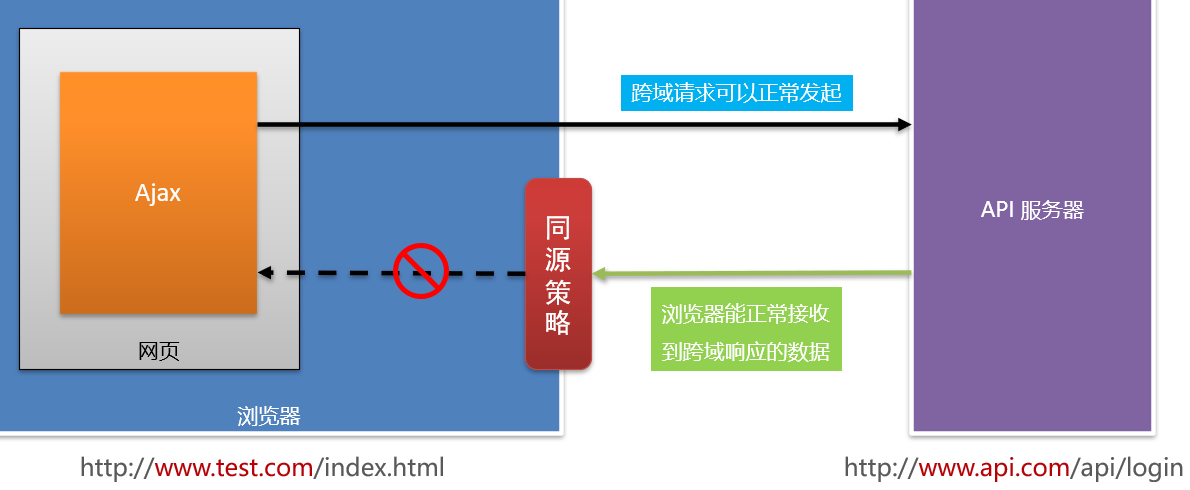 跨域请求可以正常发起
Ajax
API 服务器
同
源
策
略
浏览器能正常接收
到跨域响应的数据
网页
浏览器
http://www.test.com/index.html
http://www.api.com/api/login